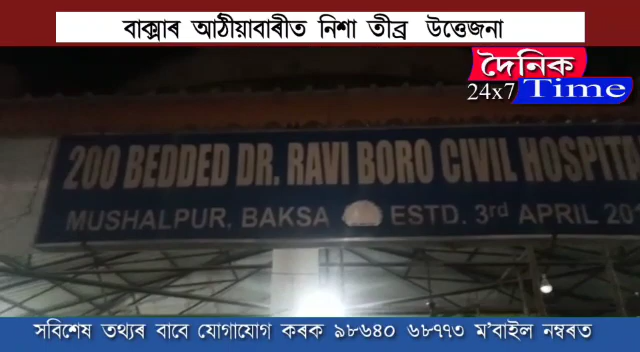 বাক্সাৰ আঠীয়াবাৰীত নিশা তীব্ৰ উত্তেজনা
দৈনিক
24x7 Time
200 BEDDED DR. RAVI BORO CIVIL HOSPITA
MUSHALPUR, BAKSA ESTD. 3rd APRIL 20
সবিশেষ তথ্যৰ বাবে যোগাযোগ কৰক ৯৮৬৪০ ৬৮৭৭৩ ম'বাইল নম্বৰত